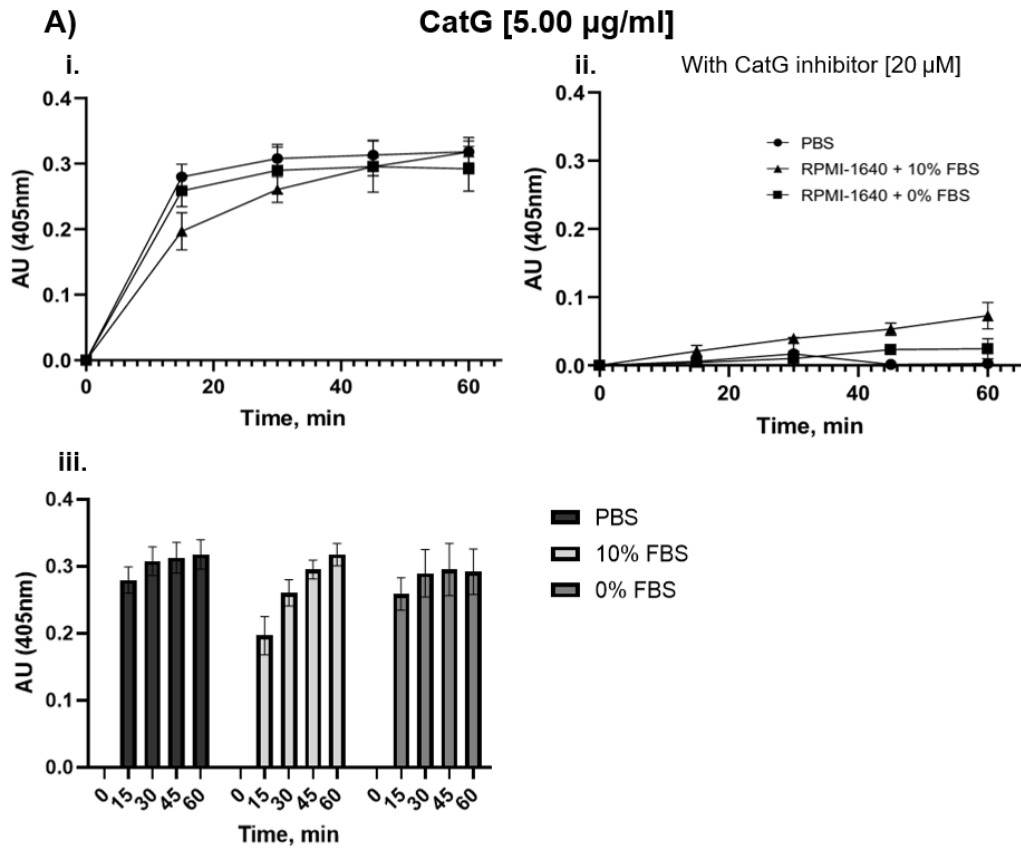 A)
CatG [5.00 µg/ml]
i.
0.4
0.3
0.2
0.1
0.0
AU (405nm)
0 20 40 60
Time, min
ii.
With CatG inhibitor [20 µM]
0.4
0.3
0.2
0.1
0.0
AU (405nm)
PBS
RPMI-1640 + 10% FBS
RPMI-1640 + 0% FBS
0 20 40 60
Time, min
iii.
0.4
0.3
0.2
0.1
0.0
AU (405nm)
0 15 30 45 60 0 15 30 45 60 0 15 30 45 60
Time, min
PBS
10% FBS
0% FBS